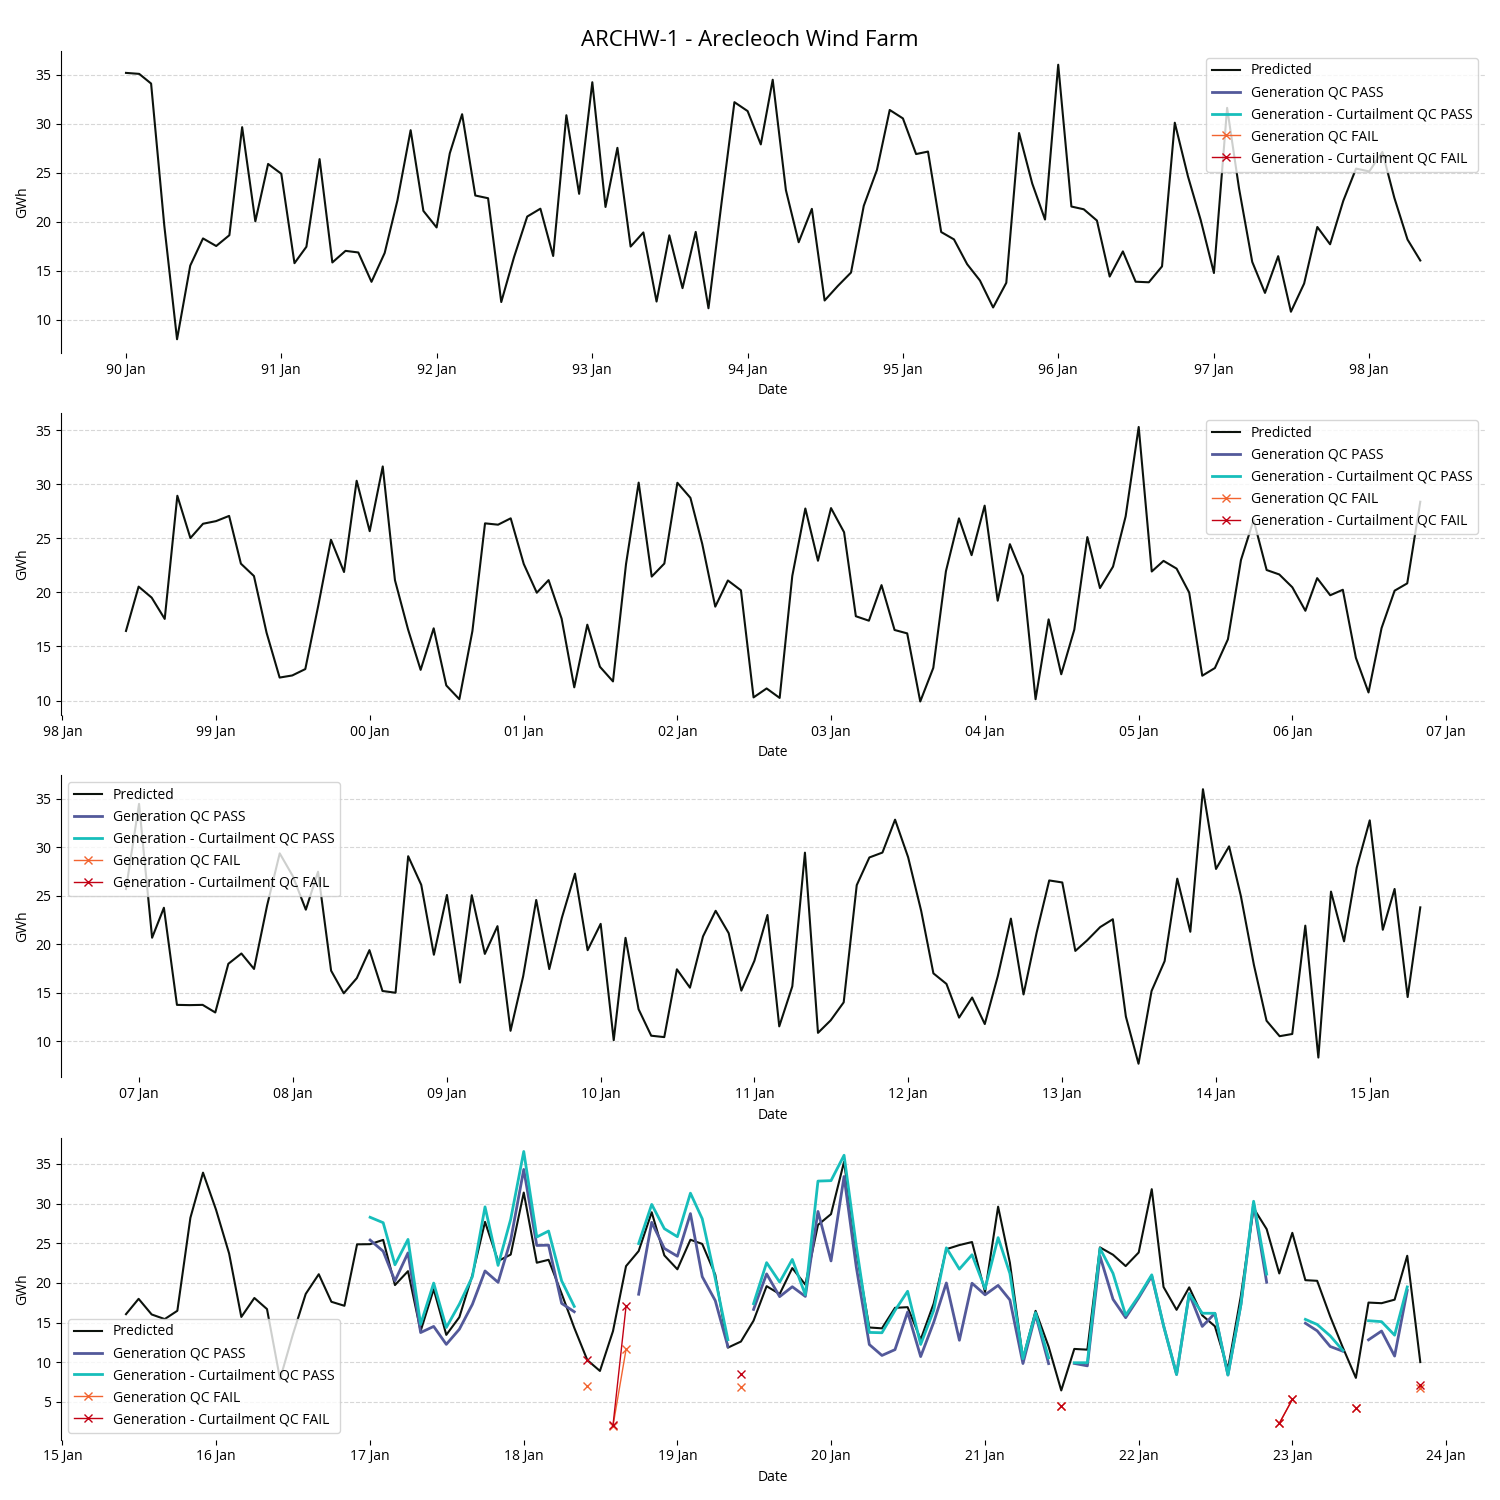 ARCHW-1 - Arecleoch Wind Farm
GWh
35
30
25
20
15
10
Predicted
Generation QC PASS
Generation - Curtailment QC PASS
Generation QC FAIL
Generation - Curtailment QC FAIL
90 Jan 91 Jan 92 Jan 93 Jan 94 Jan 95 Jan 96 Jan 97 Jan 98 Jan
Date
GWh
35
30
25
20
15
10
Predicted
Generation QC PASS
Generation - Curtailment QC PASS
Generation QC FAIL
Generation - Curtailment QC FAIL
98 Jan 99 Jan 00 Jan 01 Jan 02 Jan 03 Jan 04 Jan 05 Jan 06 Jan 07 Jan
Date
GWh
35
30
25
20
15
10
Predicted
Generation QC PASS
Generation - Curtailment QC PASS
Generation QC FAIL
Generation - Curtailment QC FAIL
07 Jan 08 Jan 09 Jan 10 Jan 11 Jan 12 Jan 13 Jan 14 Jan 15 Jan
Date
GWh
35
30
25
20
15
10
5
Predicted
Generation QC PASS
Generation - Curtailment QC PASS
Generation QC FAIL
Generation - Curtailment QC FAIL
15 Jan 16 Jan 17 Jan 18 Jan 19 Jan 20 Jan 21 Jan 22 Jan 23 Jan 24 Jan
Date